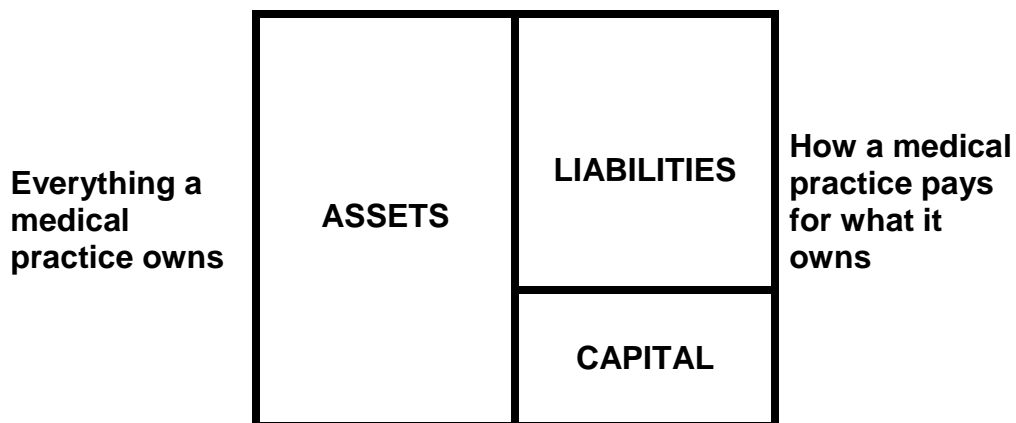 Everything a
medical
practice owns
ASSETS
LIABILITIES
CAPITAL
How a medical
practice pays
for what it
owns